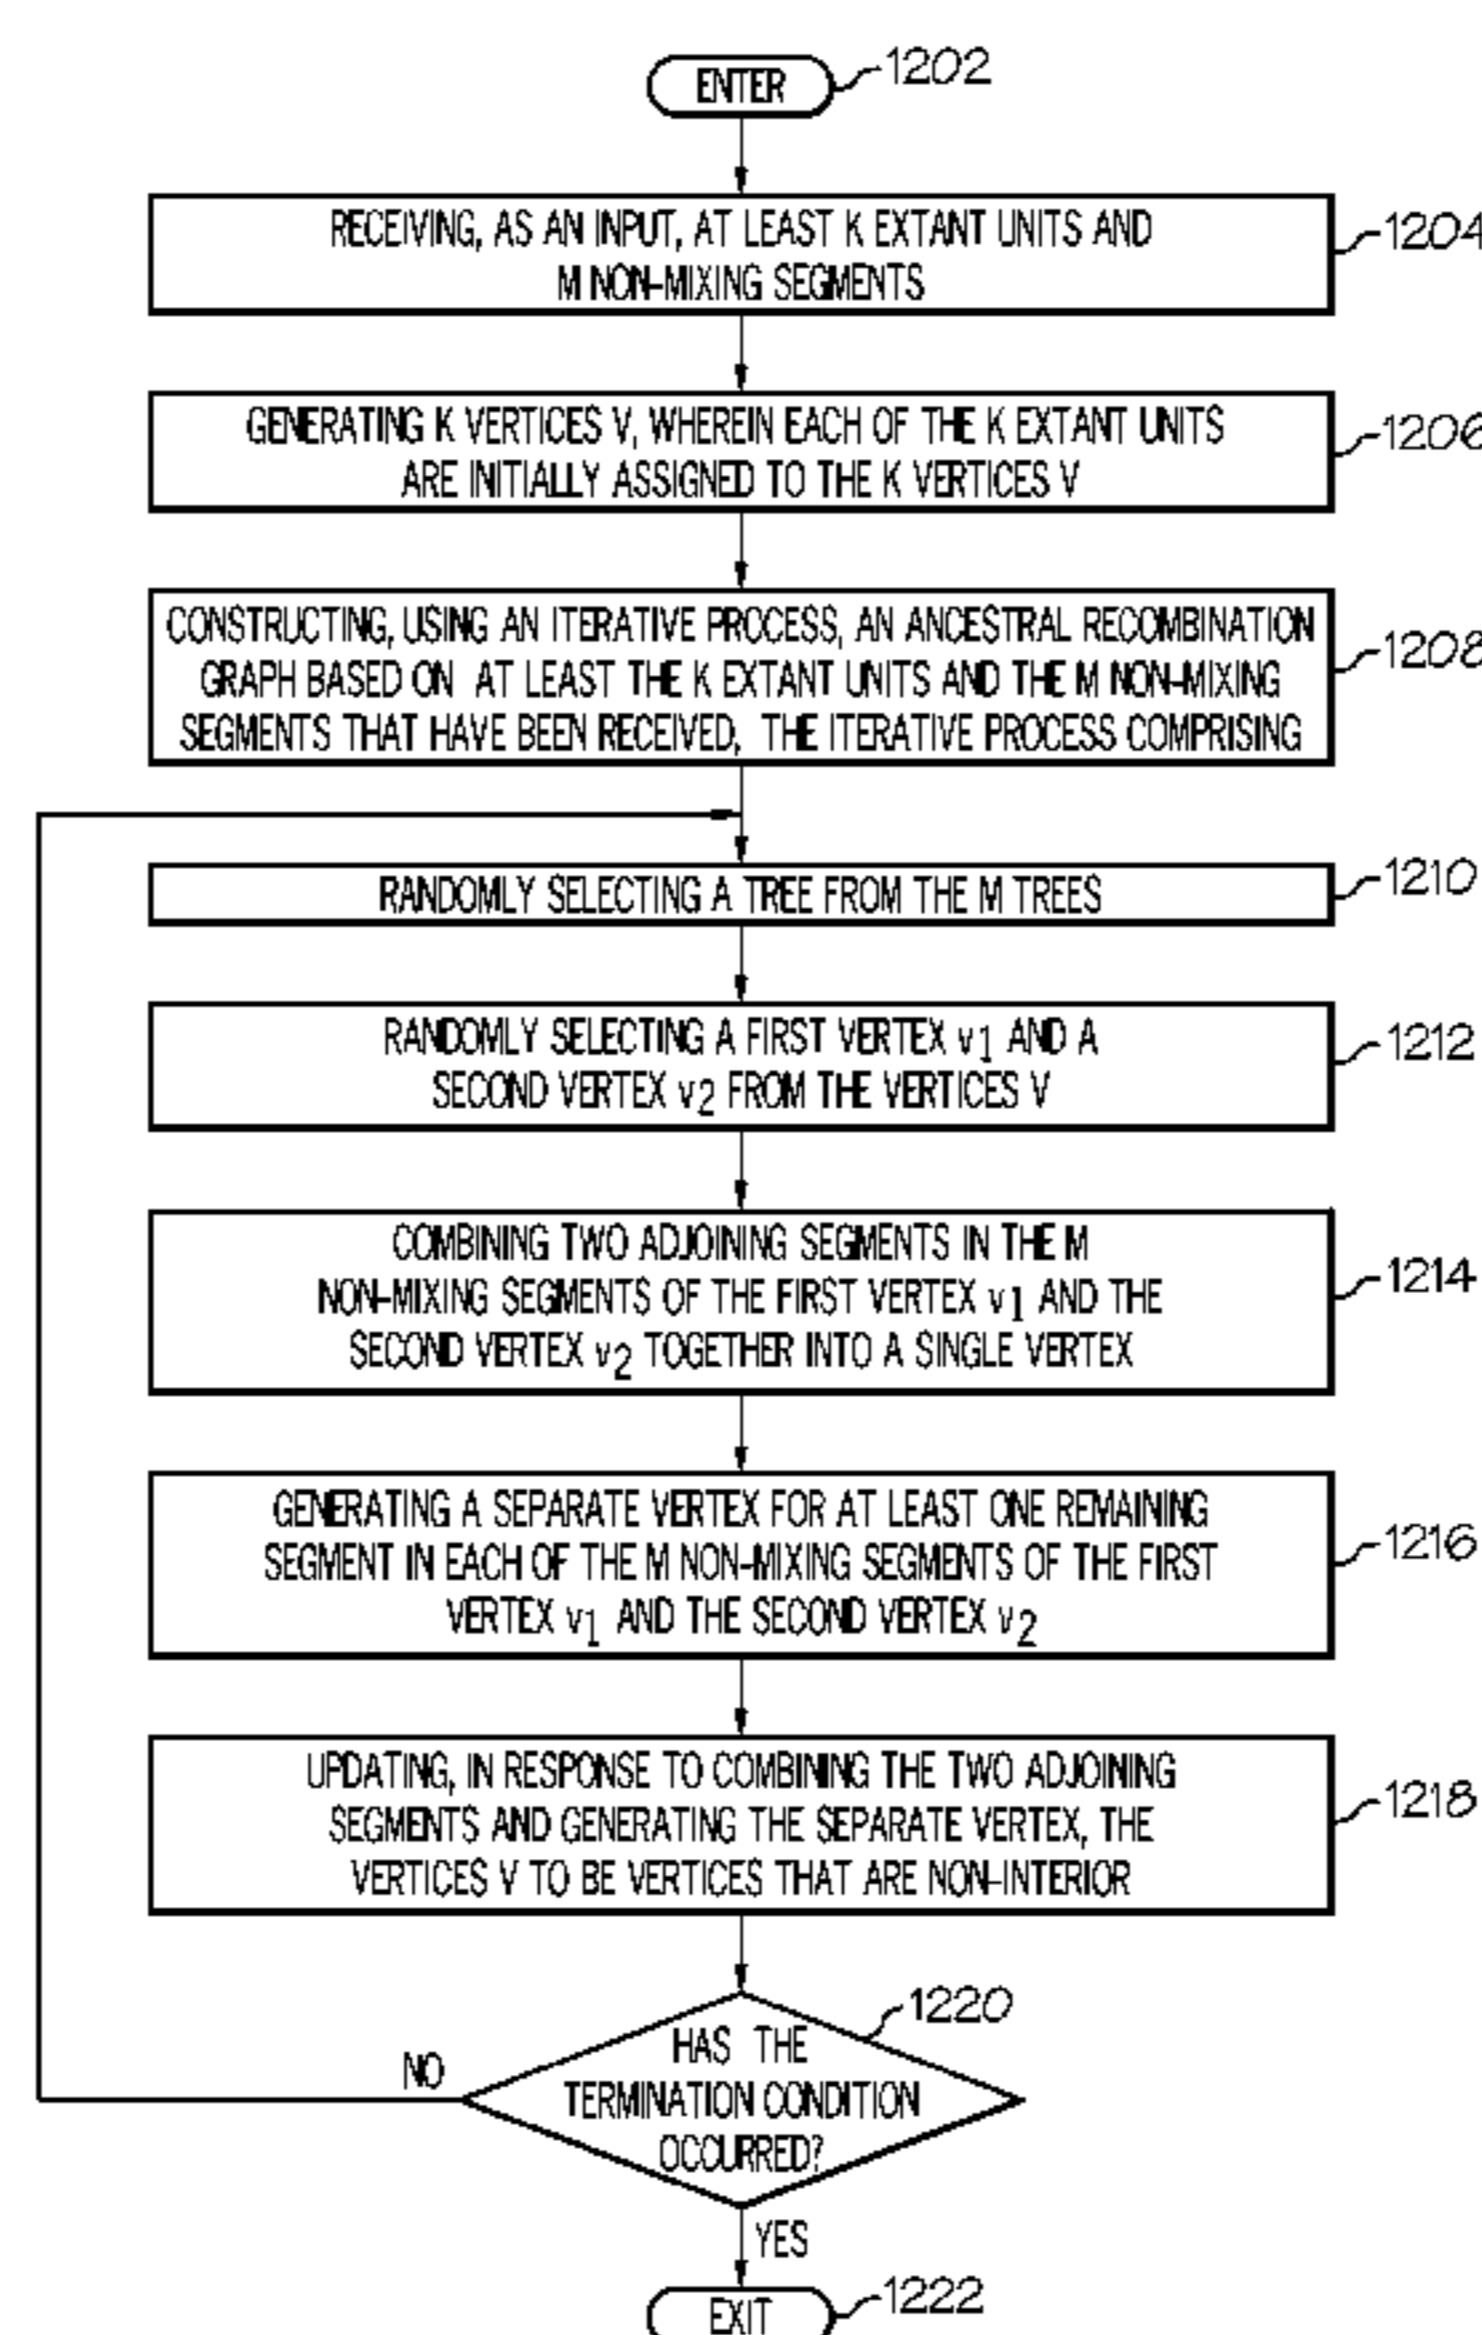 ENTER
1202
RECEIVING, AS AN INPUT, AT LEAST K EXTANT UNITS AND
M NON-MIXING SEGMENTS
1204
GENERATING K VERTICES V, WHEREIN EACH OF THE K EXTANT UNITS
ARE INITIALLY ASSIGNED TO THE K VERTICES V
1206
CONSTRUCTING, USING AN ITERATIVE PROCESS, AN ANCESTRAL RECOMBINATION
GRAPH BASED ON AT LEAST THE K EXTANT UNITS AND THE M NON-MIXING
SEGMENTS THAT HAVE BEEN RECEIVED, THE ITERATIVE PROCESS COMPRISING
1208
RANDOMLY SELECTING A TREE FROM THE M TREES
1210
RANDOMLY SELECTING A FIRST VERTEX v1 AND A
SECOND VERTEX v2 FROM THE VERTICES V
1212
COMBINING TWO ADJOINING SEGMENTS IN THE M
NON-MIXING SEGMENTS OF THE FIRST VERTEX v1 AND THE
SECOND VERTEX v2 TOGETHER INTO A SINGLE VERTEX
1214
GENERATING A SEPARATE VERTEX FOR AT LEAST ONE REMAINING
SEGMENT IN EACH OF THE M NON-MIXING SEGMENTS OF THE FIRST
VERTEX v1 AND THE SECOND VERTEX v2
1216
UPDATING, IN RESPONSE TO COMBINING THE TWO ADJOINING
SEGMENTS AND GENERATING THE SEPARATE VERTEX, THE
VERTICES V TO BE VERTICES THAT ARE NON-INTERIOR
1218
1220
HAS THE
TERMINATION CONDITION
OCCURRED?
NO
YES
EXIT
1222